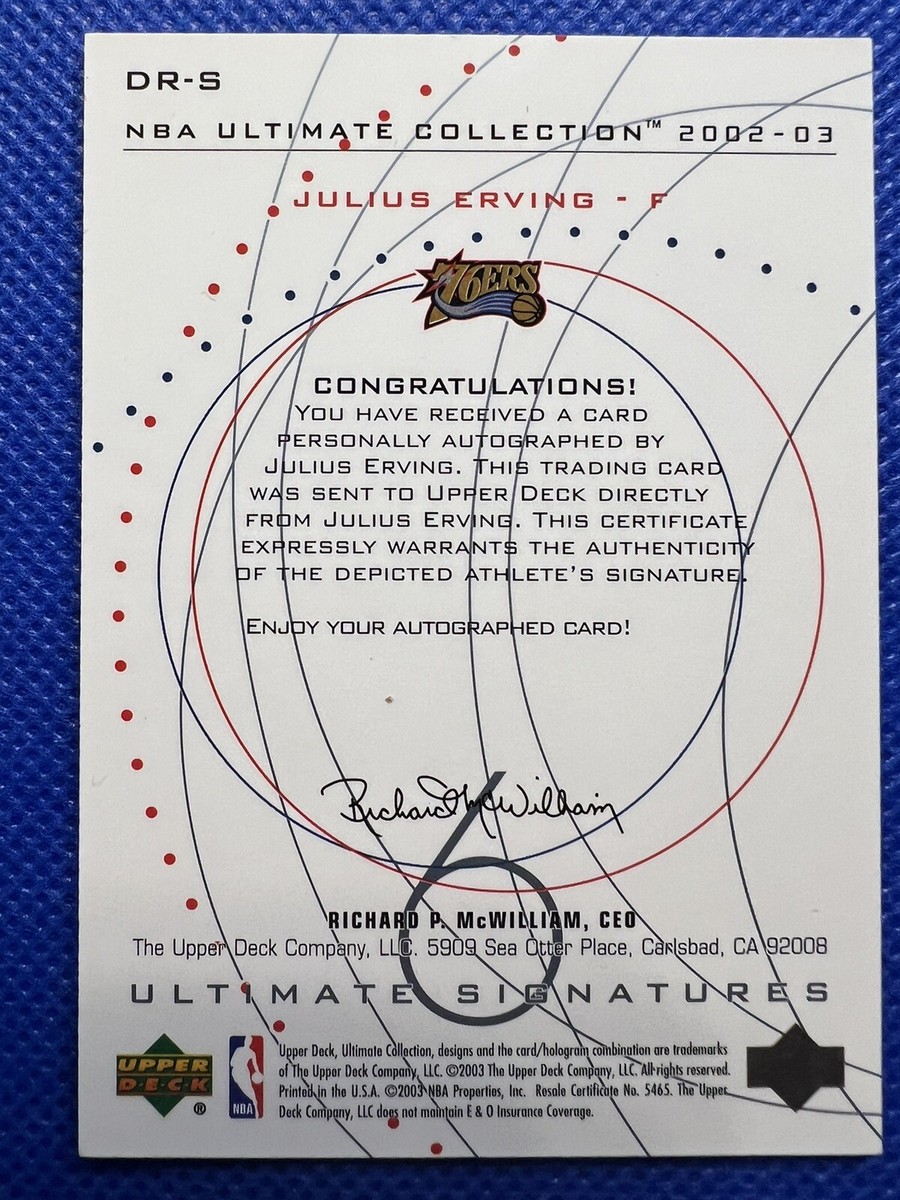 DR-S
NBA ULTIMATE COLLECTION™ 2002-03
JULIUS ERVING - F
76ERS
CONGRATULATIONS!
YOU HAVE RECEIVED A CARD
PERSONALLY AUTOGRAPHED BY
JULIUS ERVING. THIS TRADING CARD
WAS SENT TO UPPER DECK DIRECTLY
FROM JULIUS ERVING. THIS CERTIFICATE
EXPRESSLY WARRANTS THE AUTHENTICITY
OF THE DEPICTED ATHLETE'S SIGNATURE.
ENJOY YOUR AUTOGRAPHED CARD!
Richard McWilliam
6
RICHARD P. McWILLIAM, CEO
The Upper Deck Company, LLC. 5909 Sea Otter Place, Carlsbad, CA 92008
ULTIMATE SIGNATURES
UPPER DECK ®
NBA
Upper Deck, Ultimate Collection, designs and the card/hologram combination are trademarks
of The Upper Deck Company, LLC. ©2003 The Upper Deck Company, LLC. All rights reserved.
Printed in the U.S.A. ©2003 NBA Properties, Inc. Resale Certificate No. 5465. The Upper
Deck Company, LLC does not maintain E & O Insurance Coverage.